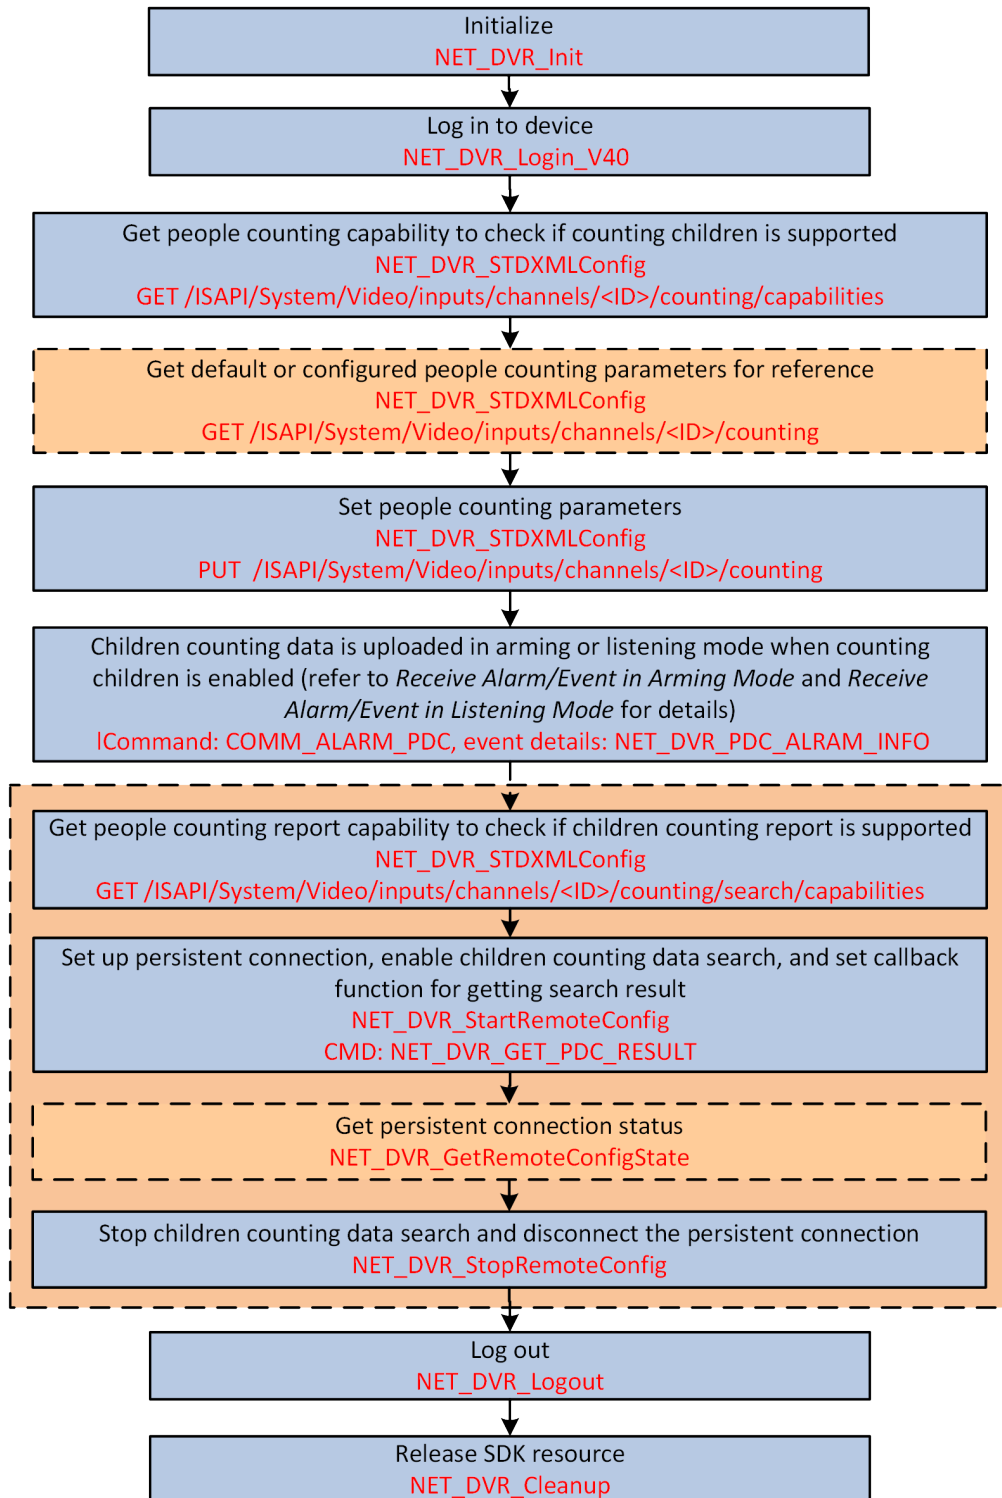 Initialize
NET_DVR_Init
Log in to device
NET_DVR_Login_V40
Get people counting capability to check if counting children is supported
NET_DVR_STDXMLConfig
GET /ISAPI/System/Video/inputs/channels/<ID>/counting/capabilities
Get default or configured people counting parameters for reference
NET_DVR_STDXMLConfig
GET /ISAPI/System/Video/inputs/channels/<ID>/counting
Set people counting parameters
NET_DVR_STDXMLConfig
PUT /ISAPI/System/Video/inputs/channels/<ID>/counting
Children counting data is uploaded in arming or listening mode when counting
children is enabled (refer to Receive Alarm/Event in Arming Mode and Receive
Alarm/Event in Listening Mode for details)
lCommand: COMM_ALARM_PDC, event details: NET_DVR_PDC_ALRAM_INFO
Get people counting report capability to check if children counting report is supported
NET_DVR_STDXMLConfig
GET /ISAPI/System/Video/inputs/channels/<ID>/counting/search/capabilities
Set up persistent connection, enable children counting data search, and set callback
function for getting search result
NET_DVR_StartRemoteConfig
CMD: NET_DVR_GET_PDC_RESULT
Get persistent connection status
NET_DVR_GetRemoteConfigState
Stop children counting data search and disconnect the persistent connection
NET_DVR_StopRemoteConfig
Log out
NET_DVR_Logout
Release SDK resource
NET_DVR_Cleanup